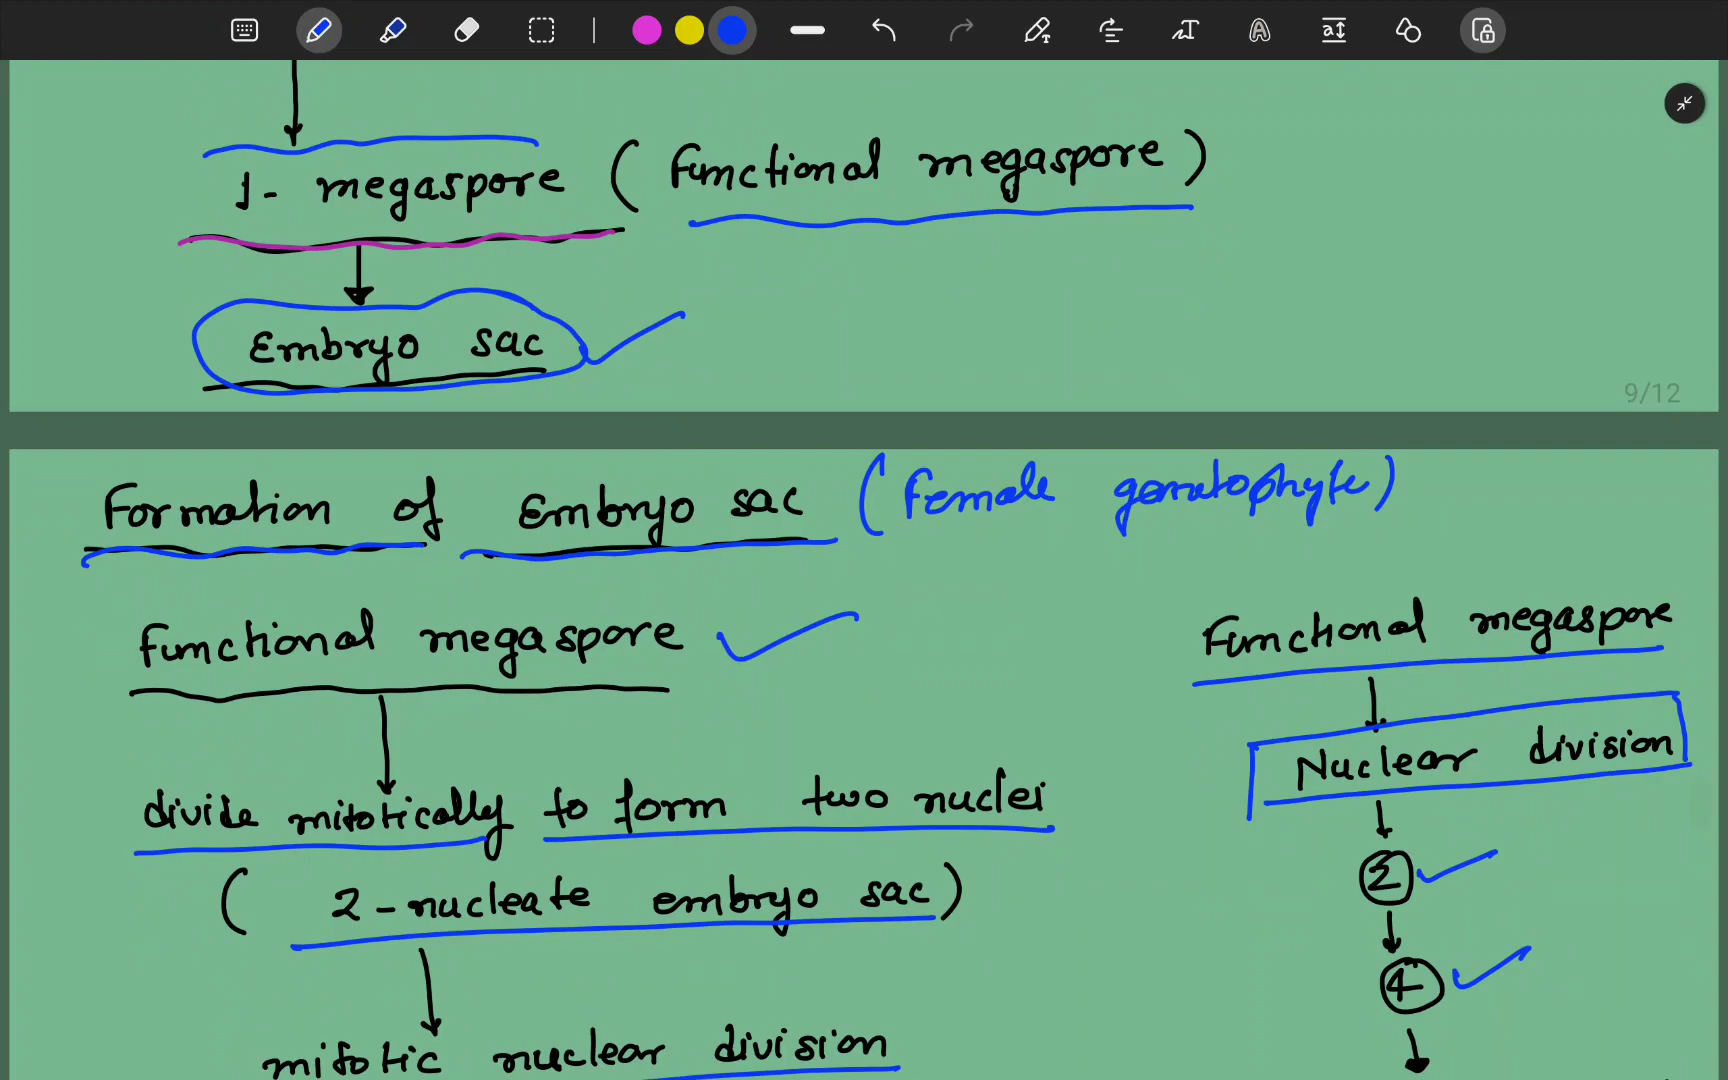 1- megaspore (functional megaspore)
Embryo sac
9/12
Formation of Embryo sac (Female gematophyte)
functional megaspore
divide mitotically to form two nuclei
(2-nucleate embryo sac)
mitotic nuclear division
Functional megaspore
Nuclear division
2
4